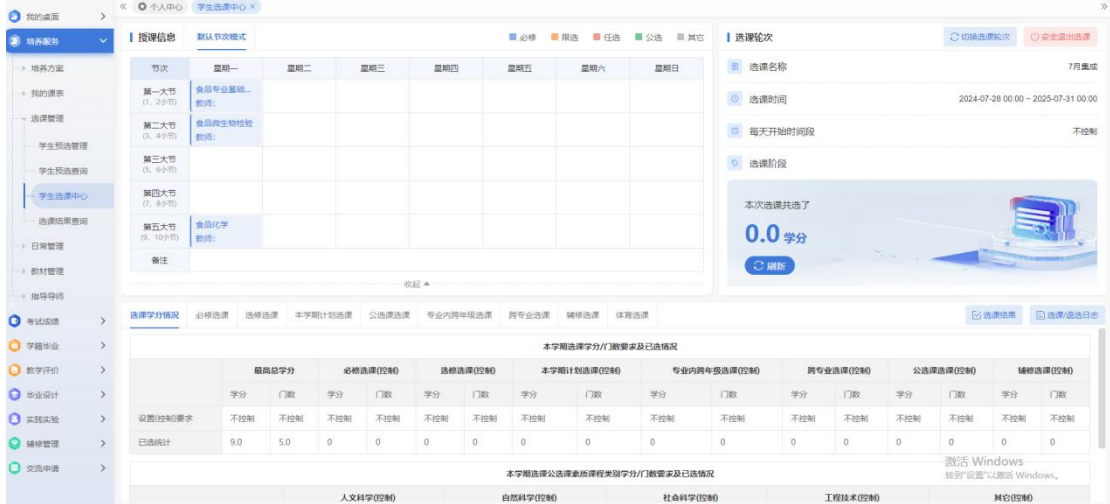 我的桌面
培养服务
培养方案
我的课表
选课管理
学生预选管理
学生预选查询
学生选课中心
选课结果查询
日常管理
教材管理
指导导师
考试成绩
学籍毕业
教学评价
毕业设计
实践实验
辅修管理
交流申请
个人中心 学生选课中心 ×
授课信息 默认节次模式 必修 限选 任选 公选 其它
节次 星期一 星期二 星期三 星期四 星期五 星期六 星期日
第一大节 食品专业基础...
(1、2小节) 教师:
第二大节 食品微生物检验
(3、4小节) 教师:
第三大节
(5、6小节)
第四大节
(7、8小节)
第五大节 食品化学
(9、10小节) 教师:
备注
收起
选课轮次 切换选课轮次 安全退出选课
选课名称 7月集成
选课时间 2024-07-28 00:00 ~ 2025-07-31 00:00
每天开始时间段 不控制
选课阶段
本次选课共选了
0.0 学分
刷新
选课学分情况 必修选课 选修选课 本学期计划选课 公选课选课 专业内跨年级选课 跨专业选课 辅修选课 体育选课 选课结果 选课/退选日志
本学期选课学分/门数要求及已选情况
最高总学分 必修选课(控制) 选修选课(控制) 本学期计划选课(控制) 专业内跨年级选课(控制) 跨专业选课(控制) 公选课选课(控制) 辅修选课(控制)
学分 门数 学分 门数 学分 门数 学分 门数 学分 门数 学分 门数 学分 门数 学分 门数
设置(控制)要求 不控制 不控制 不控制 不控制 不控制 不控制 不控制 不控制 不控制 不控制 不控制 不控制 不控制 不控制 不控制 不控制
已选统计 9.0 5.0 0 0 0 0 0 0 0 0 0 0 0 0 0 0
本学期选课公选课素质课程类别学分/门数要求及已选情况
人文科学(控制) 自然科学(控制) 社会科学(控制) 工程技术(控制) 其它(控制)
激活 Windows
转到"设置"以激活 Windows。